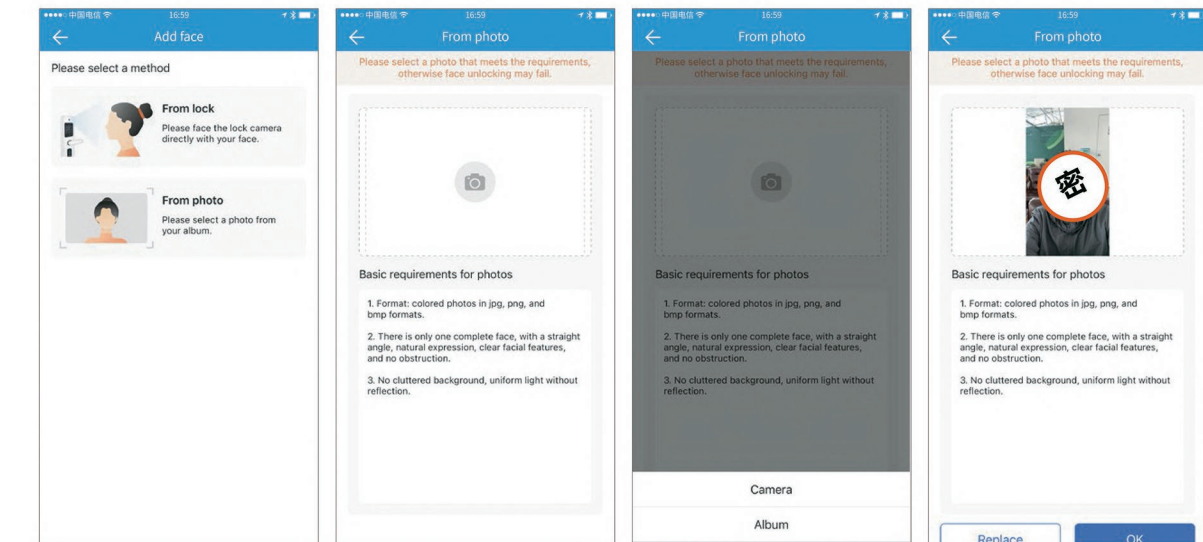 ●●●●○ 中国电信 16:59
Add face
Please select a method
From lock
Please face the lock camera
directly with your face.
From photo
Please select a photo from
your album.
●●●●○ 中国电信 16:59
From photo
Please select a photo that meets the requirements,
otherwise face unlocking may fail.
Basic requirements for photos
1. Format: colored photos in jpg, png, and
bmp formats.
2. There is only one complete face, with a straight
angle, natural expression, clear facial features,
and no obstruction.
3. No cluttered background, uniform light without
reflection.
●●●●○ 中国电信 16:59
From photo
Please select a photo that meets the requirements,
otherwise face unlocking may fail.
Basic requirements for photos
1. Format: colored photos in jpg, png, and
bmp formats.
2. There is only one complete face, with a straight
angle, natural expression, clear facial features,
and no obstruction.
3. No cluttered background, uniform light without
reflection.
Camera
Album
●●●●○ 中国电信 16:59
From photo
Please select a photo that meets the requirements,
otherwise face unlocking may fail.
密
Basic requirements for photos
1. Format: colored photos in jpg, png, and
bmp formats.
2. There is only one complete face, with a straight
angle, natural expression, clear facial features,
and no obstruction.
3. No cluttered background, uniform light without
reflection.
Replace OK